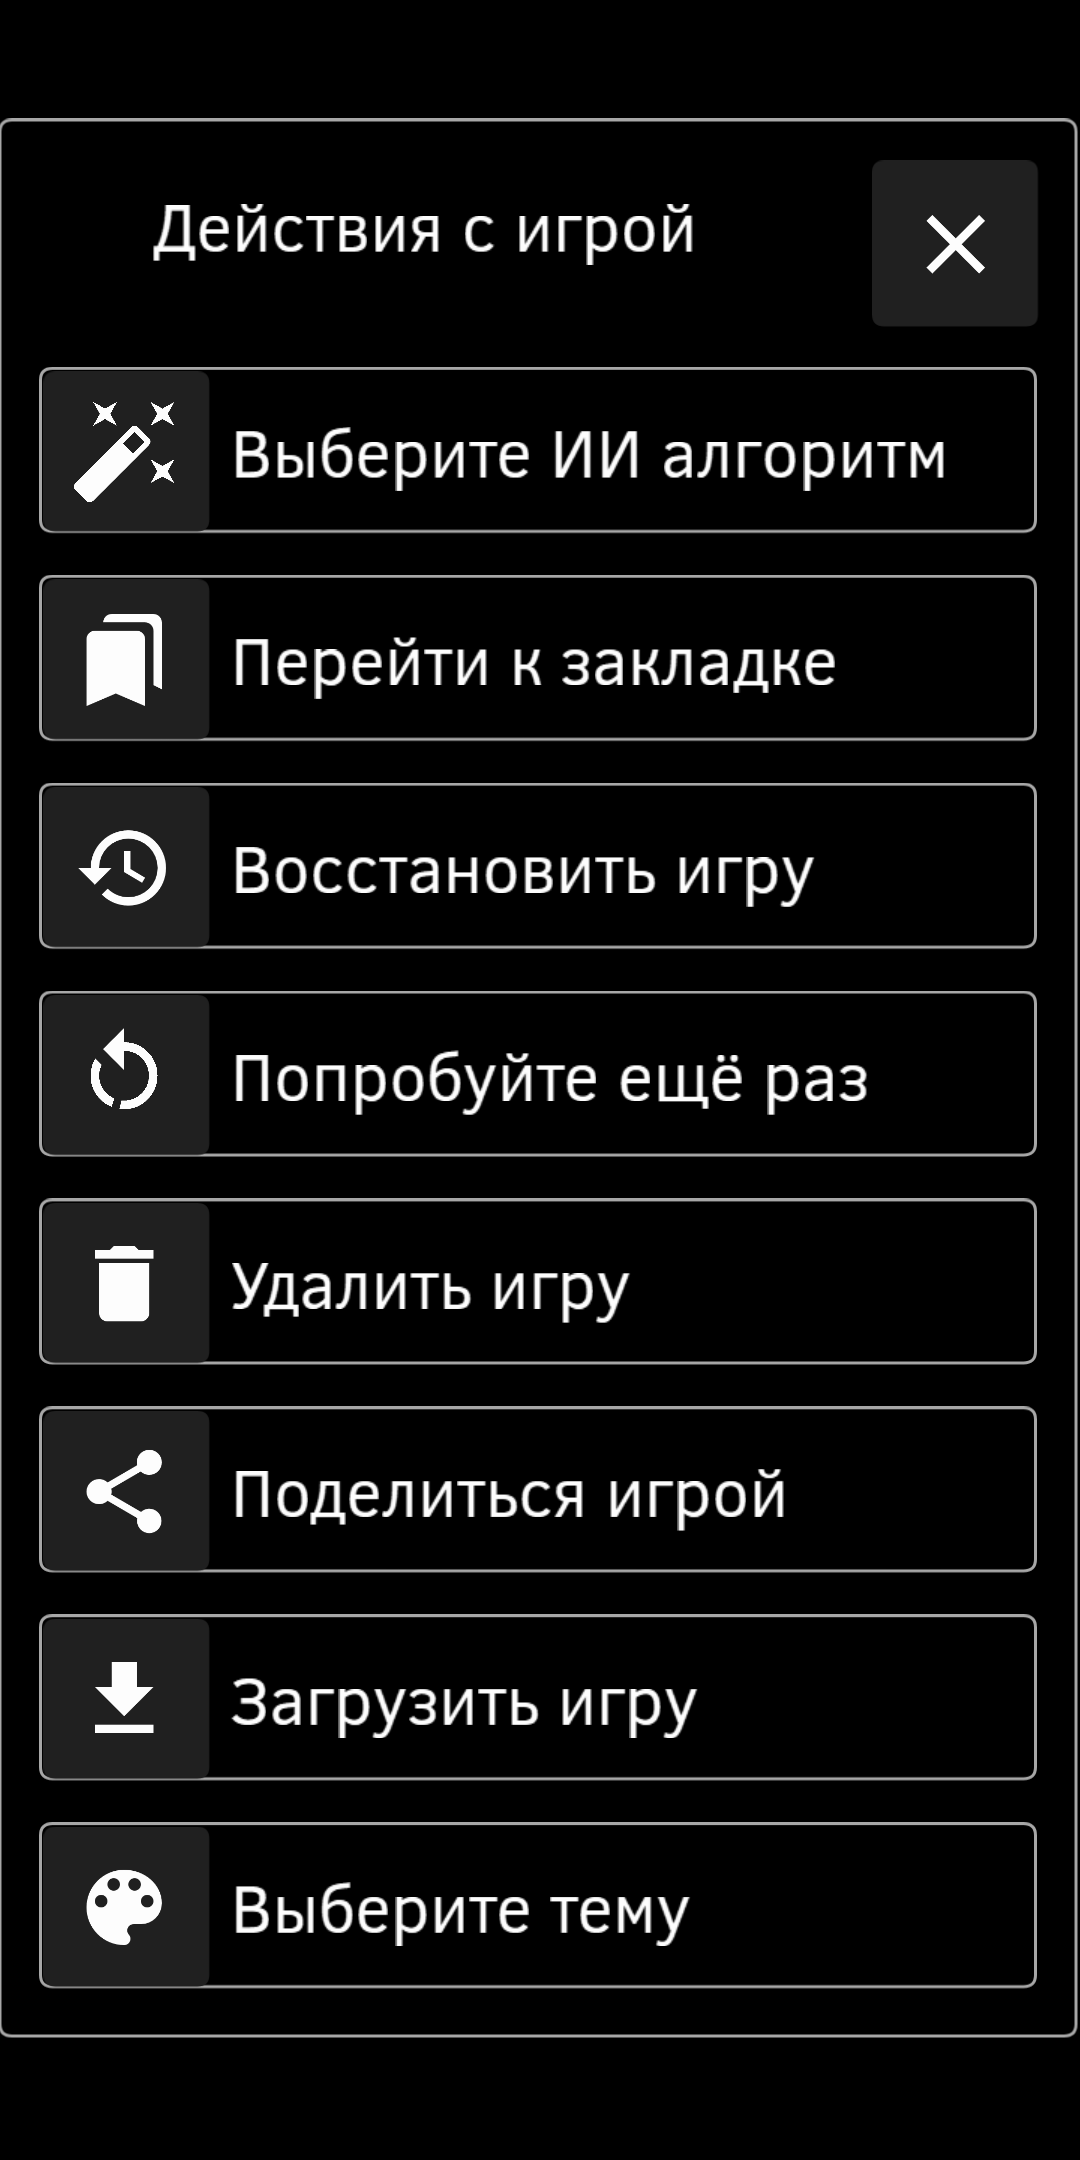 Действия с игрой
Выберите ИИ алгоритм
Перейти к закладке
Восстановить игру
Попробуйте ещё раз
Удалить игру
Поделиться игрой
Загрузить игру
Выберите тему